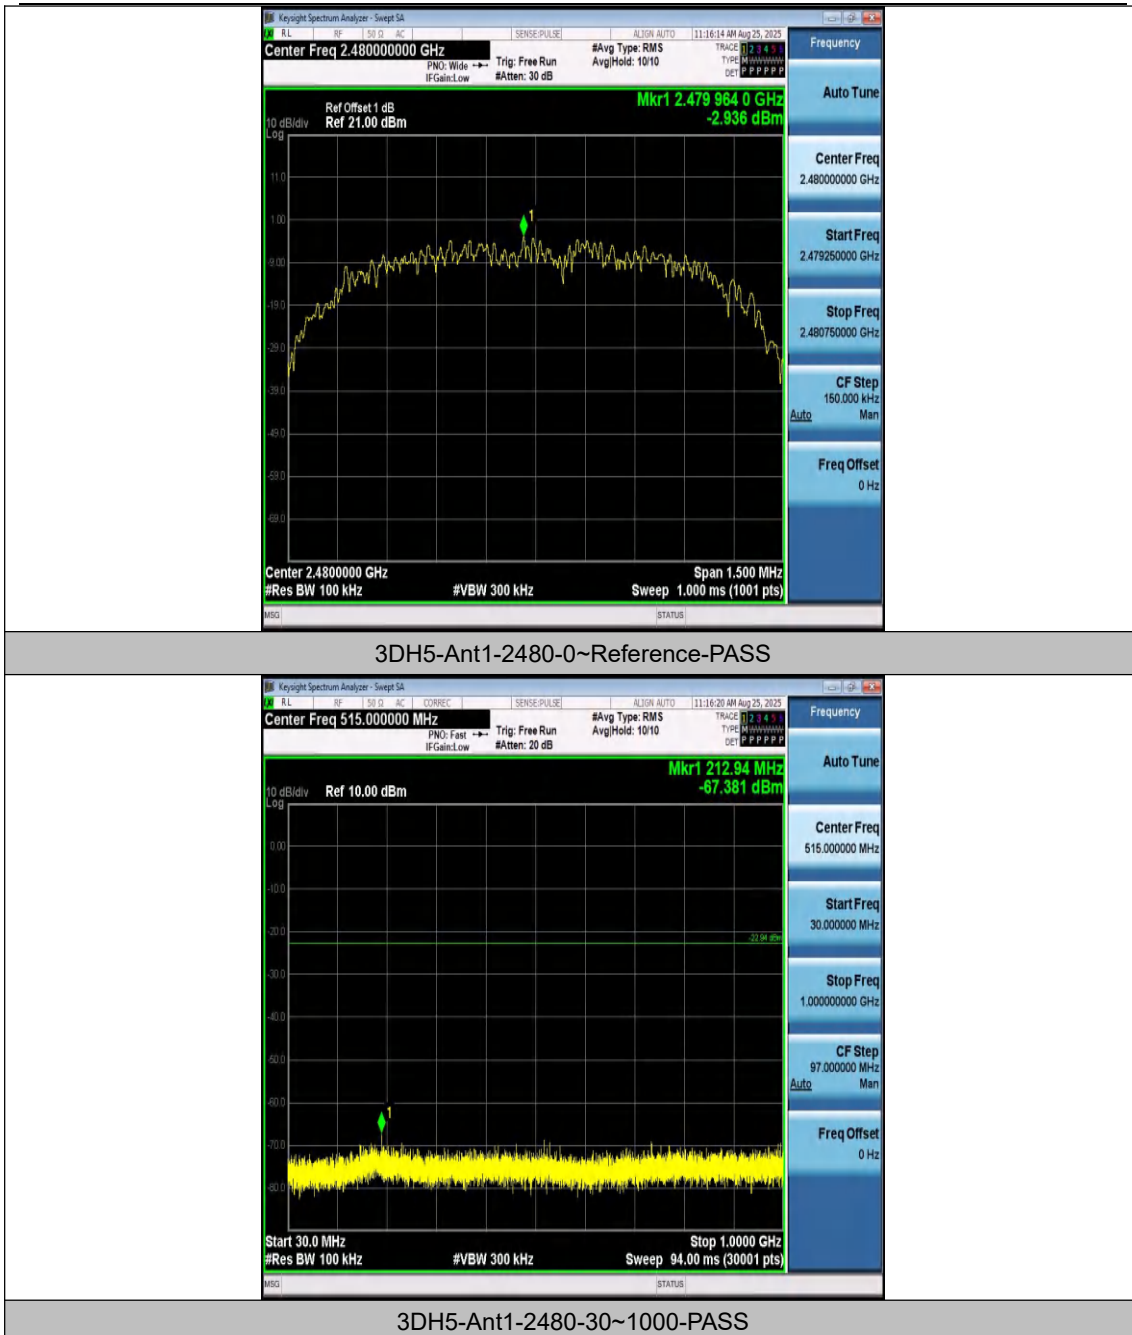 Keysight Spectrum Analyzer - Swept SA
RL RF 50 Ω AC SENSE:PULSE ALIGN AUTO 11:16:14 AM Aug 25, 2025
Center Freq 2.480000000 GHz
PNO: Wide
IFGain:Low
Trig: Free Run
#Atten: 30 dB
#Avg Type: RMS
Avg|Hold: 10/10
TRACE 1 2 3 4 5 6
TYPE M WWWWW
DET P P P P P P
Mkr1 2.479 964 0 GHz
-2.936 dBm
Ref Offset 1 dB
10 dB/div Ref 21.00 dBm
Log
11.0
1.00
-9.00
-19.0
-29.0
-39.0
-49.0
-59.0
-69.0
1
Center 2.4800000 GHz Span 1.500 MHz
#Res BW 100 kHz #VBW 300 kHz Sweep 1.000 ms (1001 pts)
MSG STATUS
Frequency
Auto Tune
Center Freq
2.480000000 GHz
Start Freq
2.479250000 GHz
Stop Freq
2.480750000 GHz
CF Step
150.000 kHz
Auto Man
Freq Offset
0 Hz
3DH5-Ant1-2480-0~Reference-PASS
Keysight Spectrum Analyzer - Swept SA
RL RF 50 Ω AC CORREC SENSE:PULSE ALIGN AUTO 11:16:20 AM Aug 25, 2025
Center Freq 515.000000 MHz
PNO: Fast
IFGain:Low
Trig: Free Run
#Atten: 20 dB
#Avg Type: RMS
Avg|Hold: 10/10
TRACE 1 2 3 4 5 6
TYPE M WWWWW
DET P P P P P P
Mkr1 212.94 MHz
-67.381 dBm
10 dB/div Ref 10.00 dBm
Log
0.00
-10.0
-20.0
-30.0
-40.0
-50.0
-60.0
-70.0
-80.0
-22.94 dBm
1
Start 30.0 MHz Stop 1.0000 GHz
#Res BW 100 kHz #VBW 300 kHz Sweep 94.00 ms (30001 pts)
MSG STATUS
Frequency
Auto Tune
Center Freq
515.000000 MHz
Start Freq
30.000000 MHz
Stop Freq
1.000000000 GHz
CF Step
97.000000 MHz
Auto Man
Freq Offset
0 Hz
3DH5-Ant1-2480-30~1000-PASS